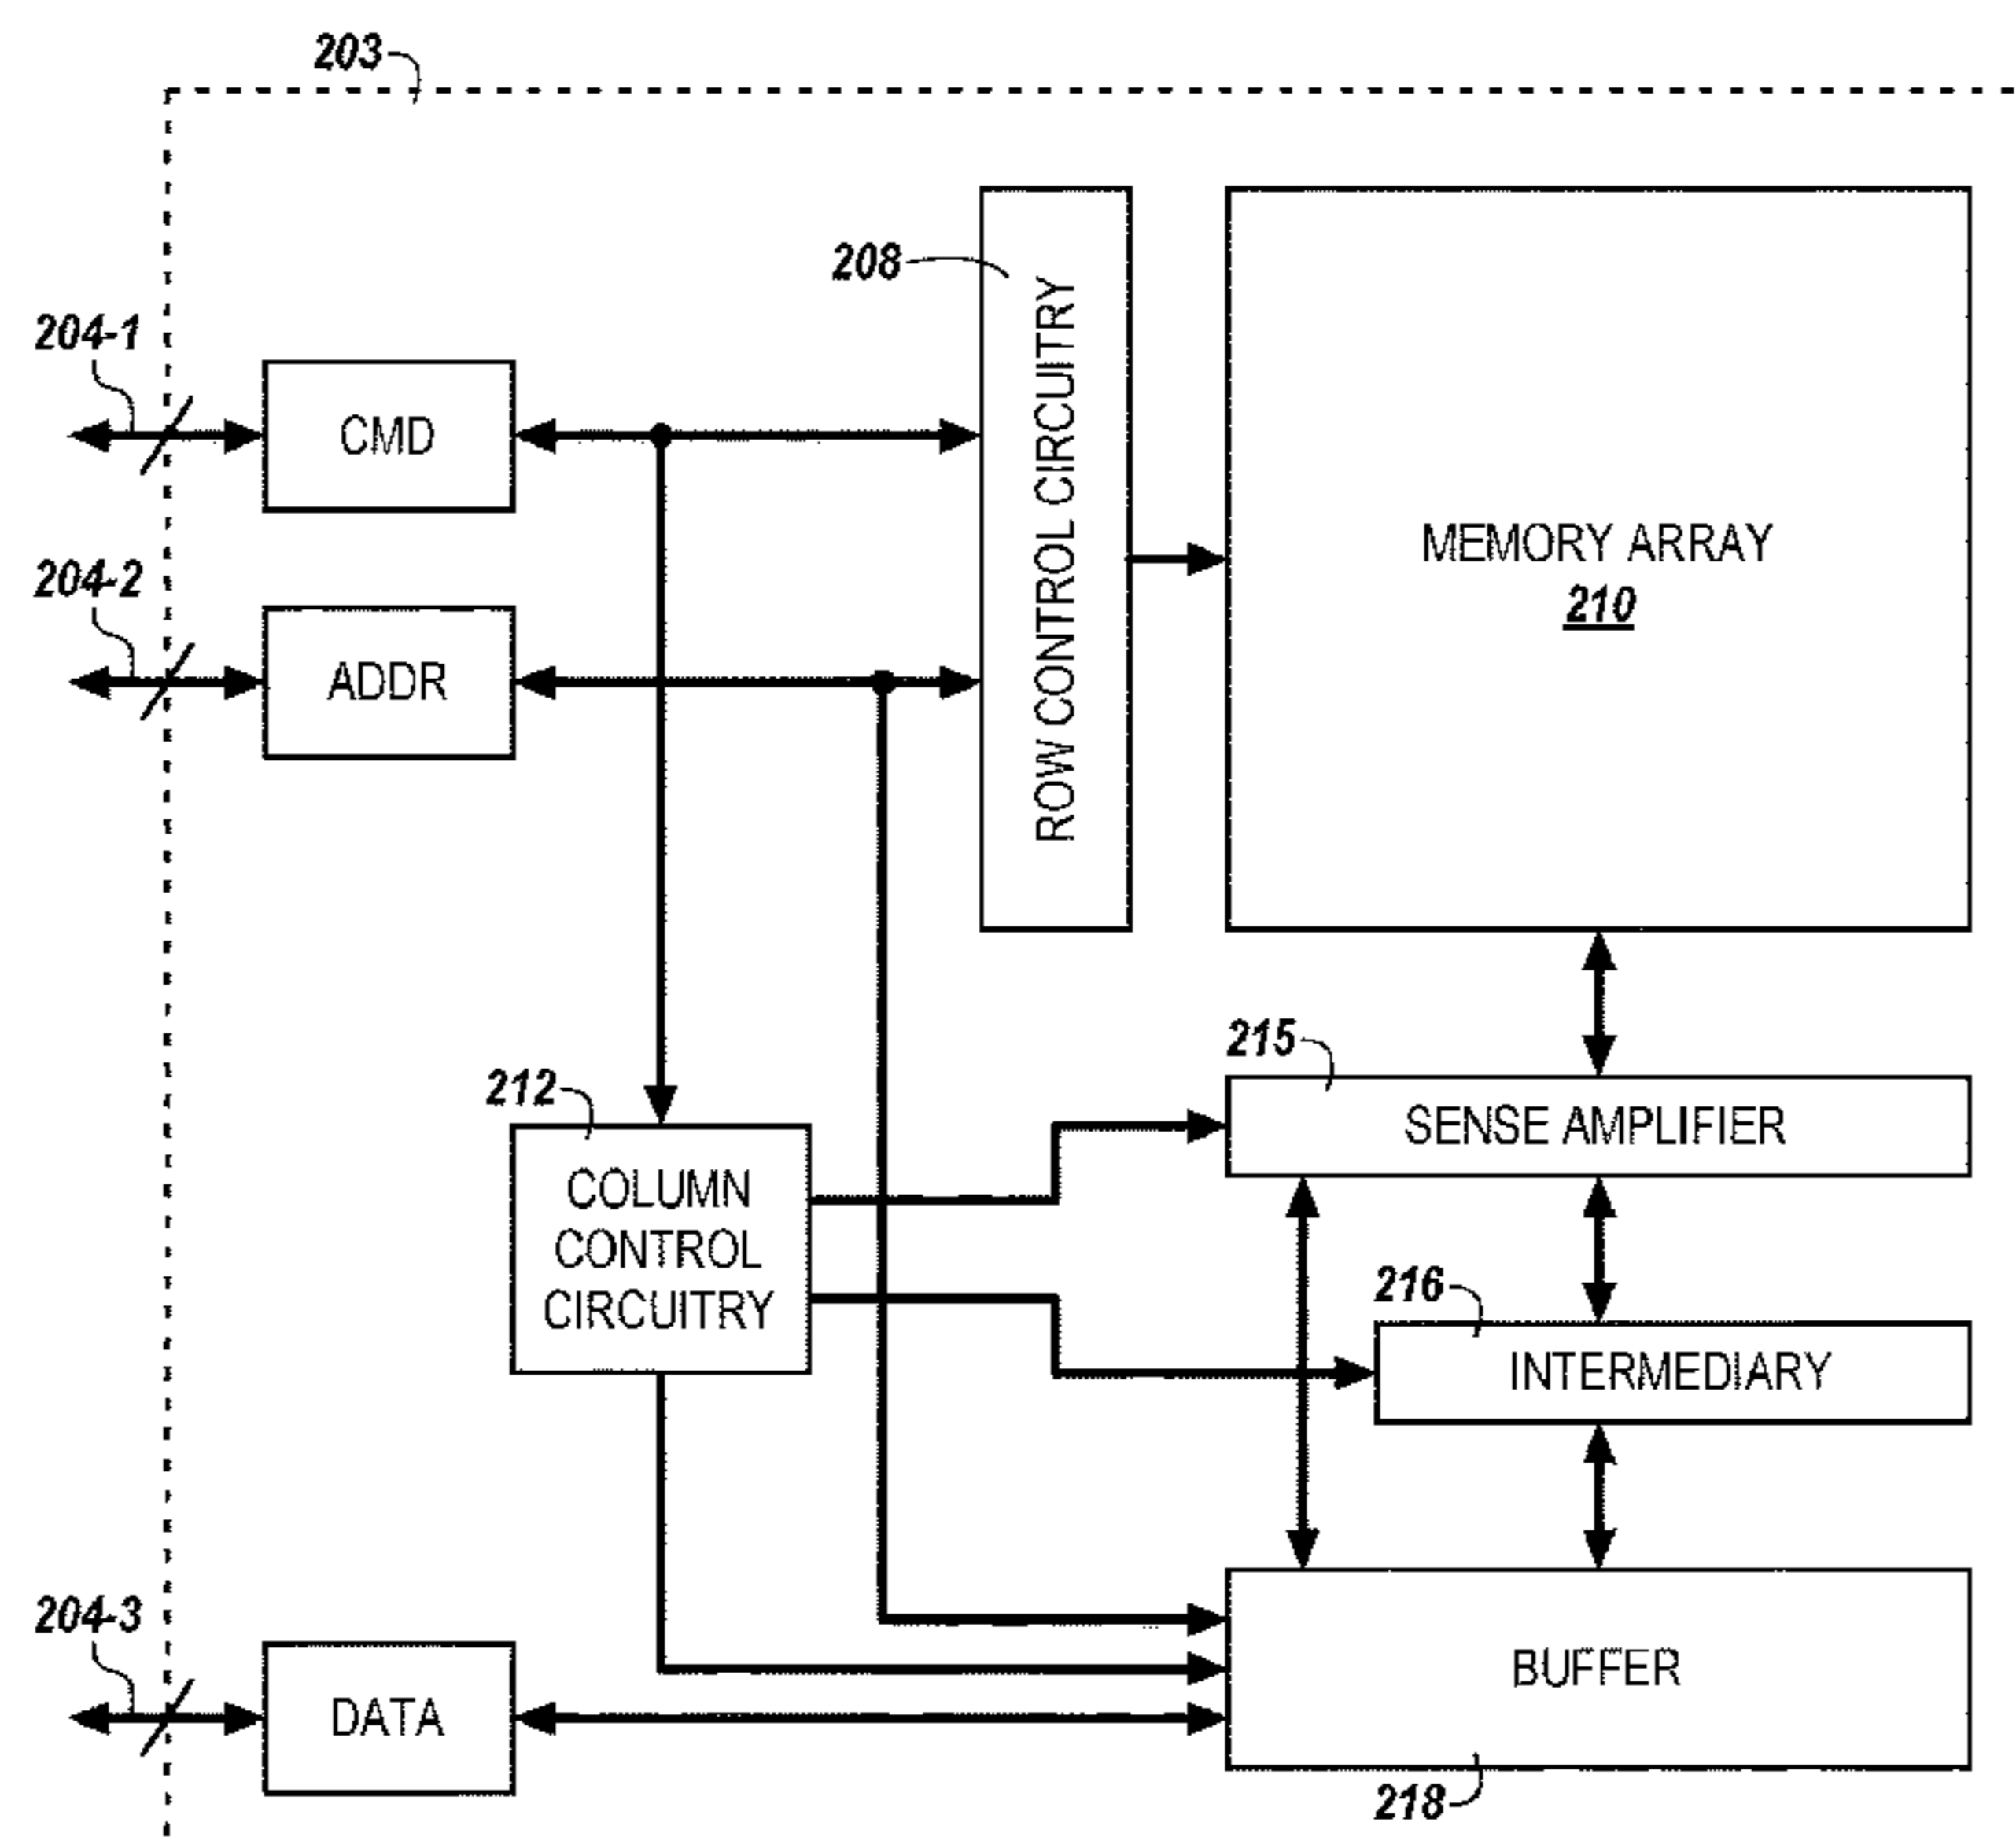 203
208
ROW CONTROL CIRCUITRY
MEMORY ARRAY
210
204-1
CMD
204-2
ADDR
215
SENSE AMPLIFIER
212
COLUMN
CONTROL
CIRCUITRY
216
INTERMEDIARY
204-3
DATA
BUFFER
218